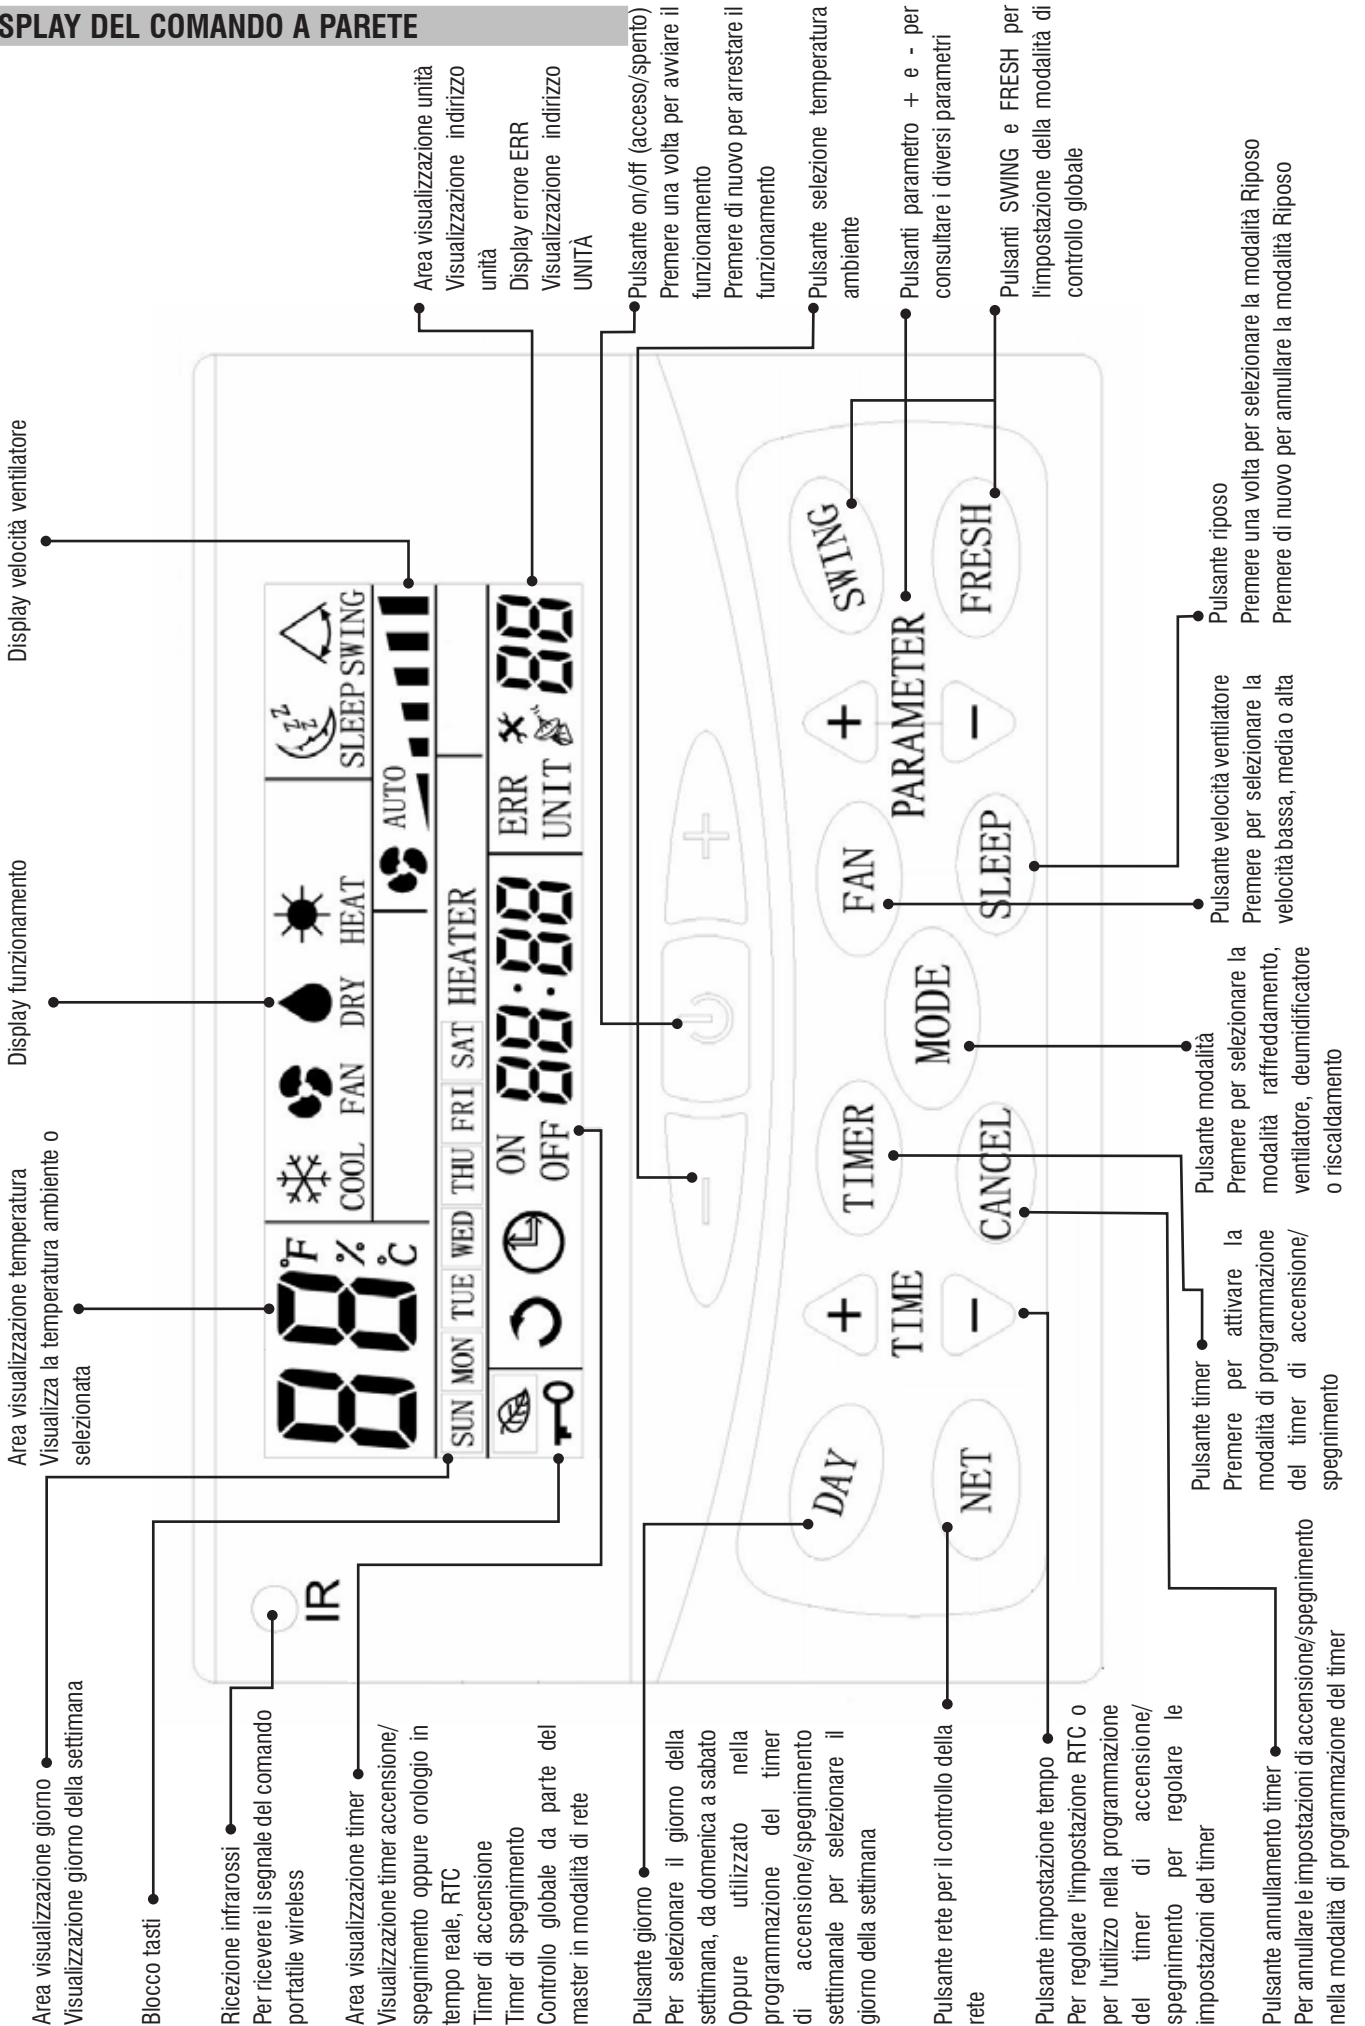 SPLAY DEL COMANDO A PARETE
Area visualizzazione giorno
Visualizzazione giorno della settimana
Blocco tasti
Ricezione infrarossi
Per ricevere il segnale del comando
portatile wireless
Area visualizzazione timer
Visualizzazione timer accensione/
spegnimento oppure orologio in
tempo reale, RTC
Timer di accensione
Timer di spegnimento
Controllo globale da parte del
master in modalità di rete
Pulsante giorno
Per selezionare il giorno della
settimana, da domenica a sabato
Oppure utilizzato nella
programmazione del timer
di accensione/spegnimento
settimanale per selezionare il
giorno della settimana
Pulsante rete per il controllo della
rete
Pulsante impostazione tempo
Per regolare l'impostazione RTC o
per l'utilizzo nella programmazione
del timer di accensione/
spegnimento per regolare le
impostazioni del timer
Pulsante annullamento timer
Per annullare le impostazioni di accensione/spegnimento
nella modalità di programmazione del timer
Area visualizzazione temperatura
Visualizza la temperatura ambiente o
selezionata
Display funzionamento
Display velocità ventilatore
IR
88 °F
%
°C
COOL FAN DRY HEAT
SLEEP SWING
AUTO
SUN MON TUE WED THU FRI SAT HEATER
ON
OFF
88:88
ERR
UNIT
88
- +
DAY
NET
+
TIME
-
TIMER
CANCEL
MODE
FAN
SLEEP
+
PARAMETER
-
SWING
FRESH
Pulsante timer
Premere per attivare la
modalità di programmazione
del timer di accensione/
spegnimento
Pulsante modalità
Premere per selezionare la
modalità raffreddamento,
ventilatore, deumidificatore
o riscaldamento
Pulsante velocità ventilatore
Premere per selezionare la
velocità bassa, media o alta
Pulsante riposo
Premere una volta per selezionare la modalità Riposo
Premere di nuovo per annullare la modalità Riposo
Area visualizzazione unità
Visualizzazione indirizzo
unità
Display errore ERR
Visualizzazione indirizzo
UNITÀ
Pulsante on/off (acceso/spento)
Premere una volta per avviare il
funzionamento
Premere di nuovo per arrestare il
funzionamento
Pulsante selezione temperatura
ambiente
Pulsanti parametro + e - per
consultare i diversi parametri
Pulsanti SWING e FRESH per
l'impostazione della modalità di
controllo globale